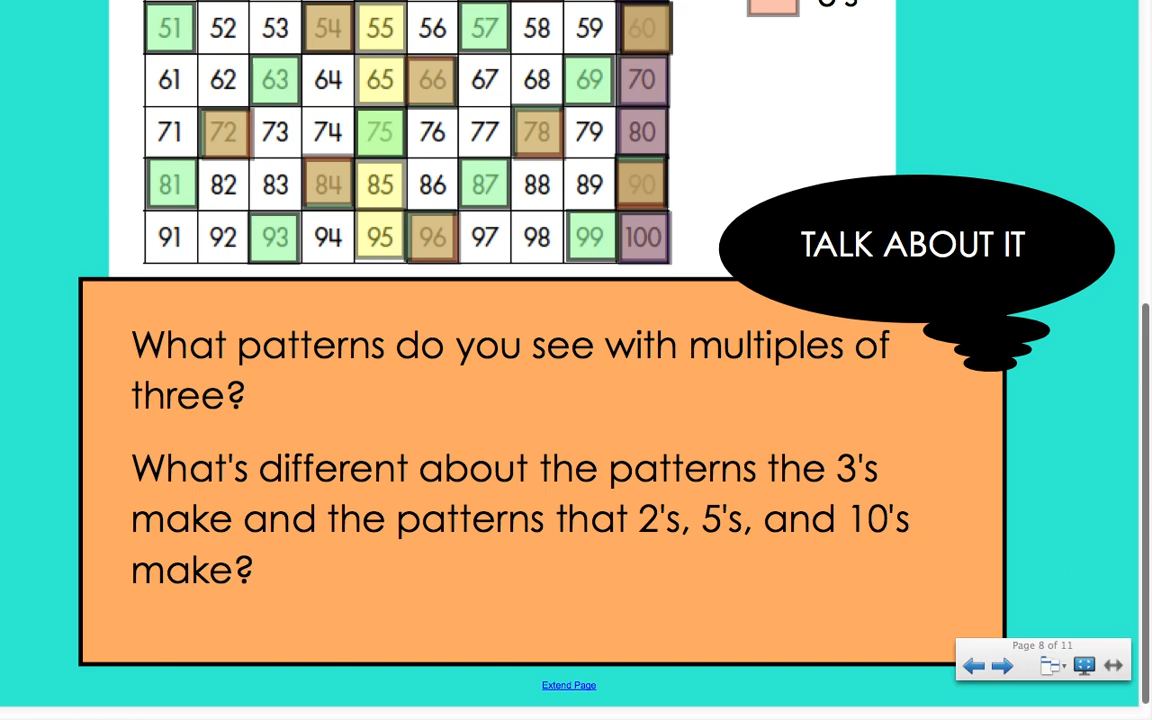 6's
51 52 53 54 55 56 57 58 59 60
61 62 63 64 65 66 67 68 69 70
71 72 73 74 75 76 77 78 79 80
81 82 83 84 85 86 87 88 89 90
91 92 93 94 95 96 97 98 99 100
TALK ABOUT IT
What patterns do you see with multiples of
three?
What's different about the patterns the 3's
make and the patterns that 2's, 5's, and 10's
make?
Page 8 of 11
Extend Page